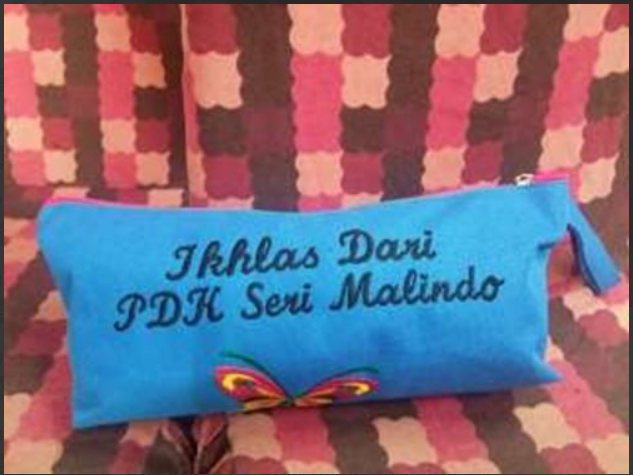 Ikhlas Dari
PDK Seri Malindo